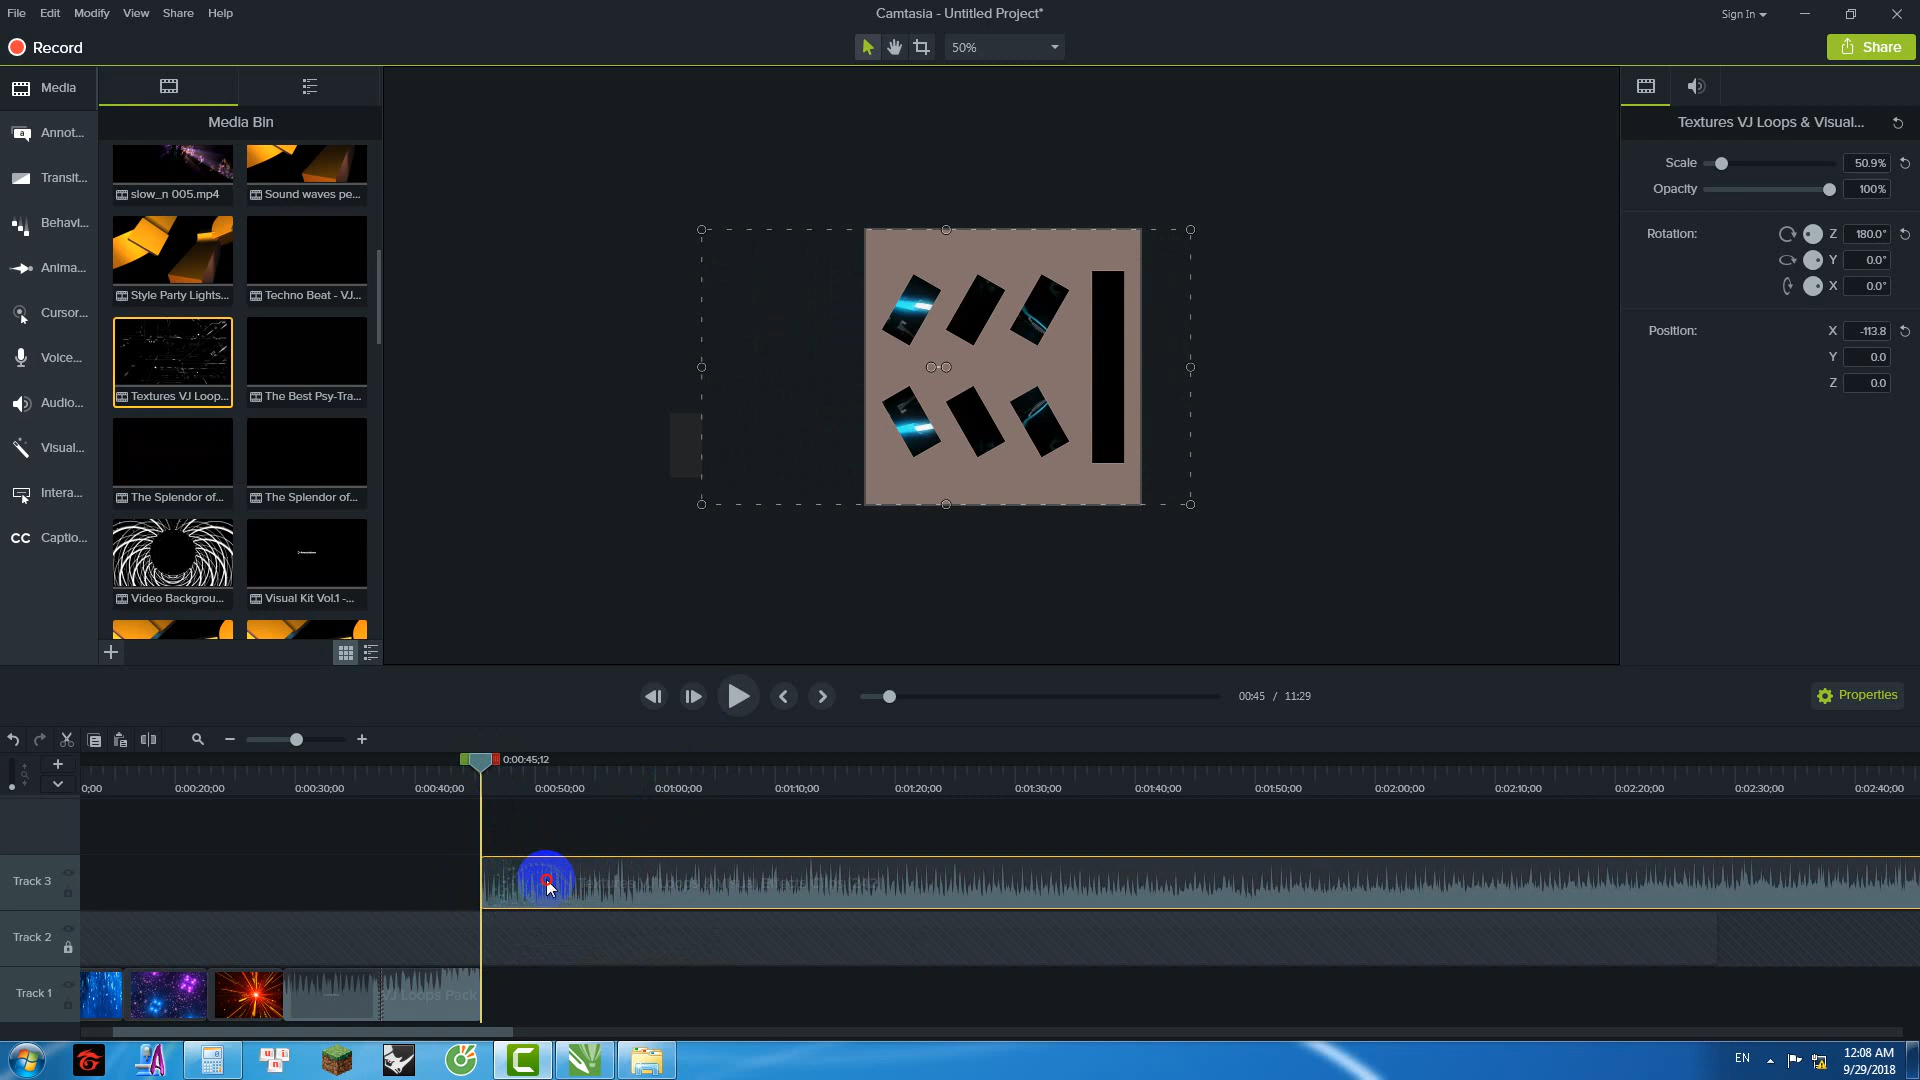 File Edit Modify View Share Help
Camtasia - Untitled Project*
Sign In
Record
50%
Share
Media
Annot...
Transit...
Behavi...
Anima...
Cursor...
Voice...
Audio...
Visual...
Intera...
CC Captio...
Media Bin
slow_n 005.mp4
Sound waves pe...
Style Party Lights...
Techno Beat - VJ...
Textures VJ Loop...
The Best Psy-Tra...
The Splendor of...
The Splendor of...
Video Backgrou...
Visual Kit Vol.1 -...
Textures VJ Loops & Visual...
Scale 50.9%
Opacity 100%
Rotation: Z 180.0°
Y 0.0°
X 0.0°
Position: X -113.8
Y 0.0
Z 0.0
00:45 / 11:29
Properties
0:00:45;12
0;00 0:00:20;00 0:00:30;00 0:00:40;00 0:00:50;00 0:01:00;00 0:01:10;00 0:01:20;00 0:01:30;00 0:01:40;00 0:01:50;00 0:02:00;00 0:02:10;00 0:02:20;00 0:02:30;00 0:02:40;00
Track 3
Track 2
Track 1
VJ Loops Pack
EN
12:08 AM
9/29/2018